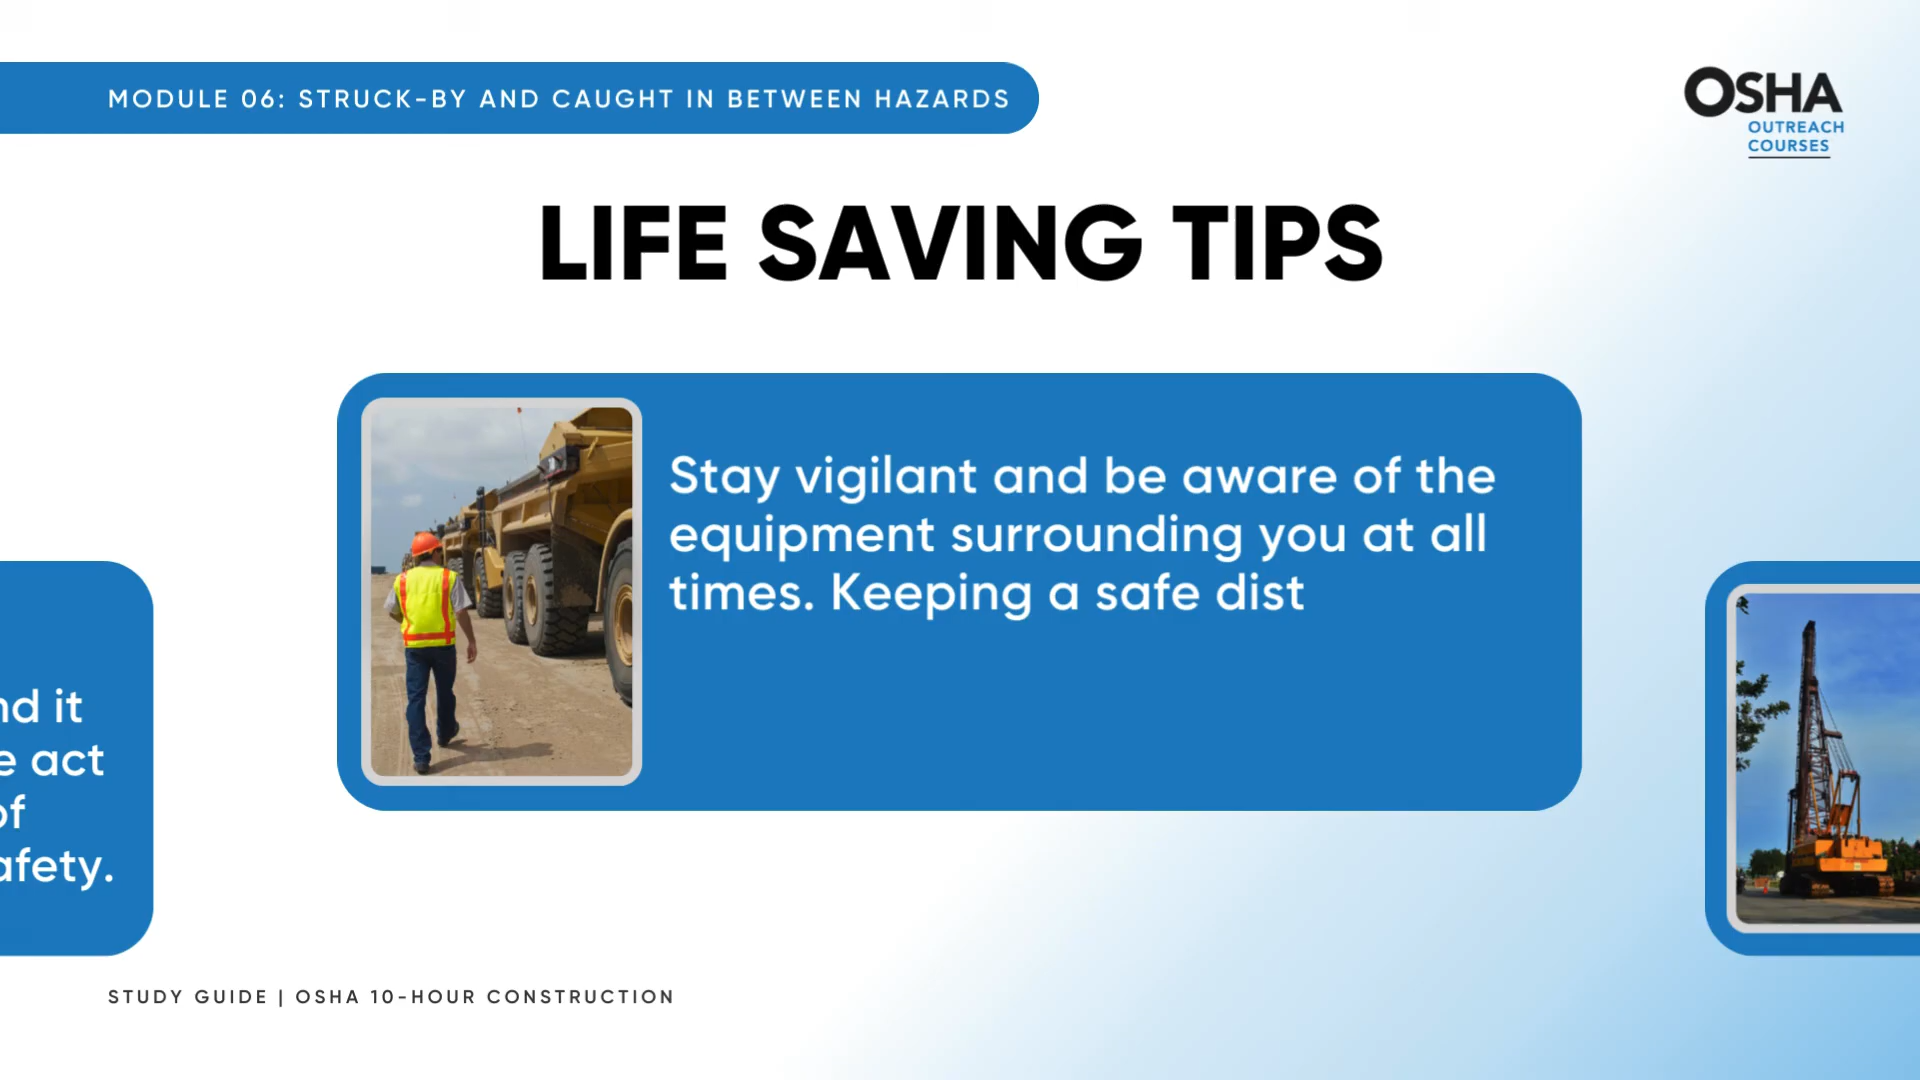 MODULE 06: STRUCK-BY AND CAUGHT IN BETWEEN HAZARDS
OSHA
OUTREACH
COURSES
LIFE SAVING TIPS
Stay vigilant and be aware of the
equipment surrounding you at all
times. Keeping a safe dist
it
act
of
STUDY GUIDE | OSHA 10-HOUR CONSTRUCTION